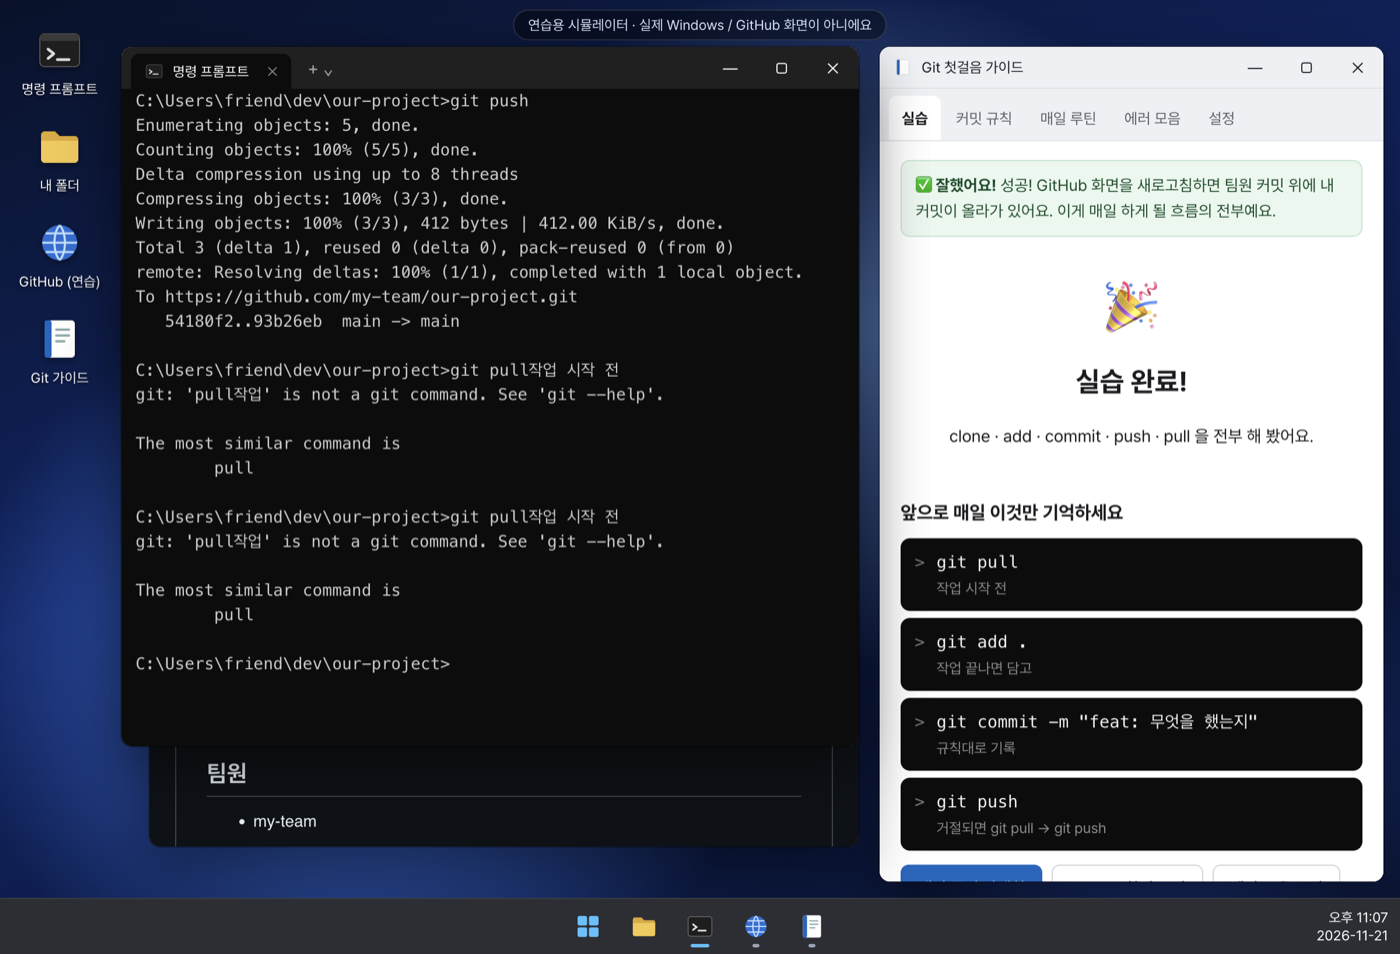 연습용 시뮬레이터 · 실제 Windows / GitHub 화면이 아니에요
명령 프롬프트
내 폴더
GitHub (연습)
Git 가이드
명령 프롬프트
C:\Users\friend\dev\our-project>git push
Enumerating objects: 5, done.
Counting objects: 100% (5/5), done.
Delta compression using up to 8 threads
Compressing objects: 100% (3/3), done.
Writing objects: 100% (3/3), 412 bytes | 412.00 KiB/s, done.
Total 3 (delta 1), reused 0 (delta 0), pack-reused 0 (from 0)
remote: Resolving deltas: 100% (1/1), completed with 1 local object.
To https://github.com/my-team/our-project.git
54180f2..93b26eb  main -> main
C:\Users\friend\dev\our-project>git pull작업 시작 전
git: 'pull작업' is not a git command. See 'git --help'.
The most similar command is
pull
C:\Users\friend\dev\our-project>git pull작업 시작 전
git: 'pull작업' is not a git command. See 'git --help'.
The most similar command is
pull
C:\Users\friend\dev\our-project>
팀원
• my-team
Git 첫걸음 가이드
실습 커밋 규칙 매일 루틴 에러 모음 설정
✅ 잘했어요! 성공! GitHub 화면을 새로고침하면 팀원 커밋 위에 내
커밋이 올라가 있어요. 이게 매일 하게 될 흐름의 전부예요.
실습 완료!
clone · add · commit · push · pull 을 전부 해 봤어요.
앞으로 매일 이것만 기억하세요
> git pull
작업 시작 전
> git add .
작업 끝나면 담고
> git commit -m "feat: 무엇을 했는지"
규칙대로 기록
> git push
거절되면 git pull → git push
오후 11:07
2026-11-21